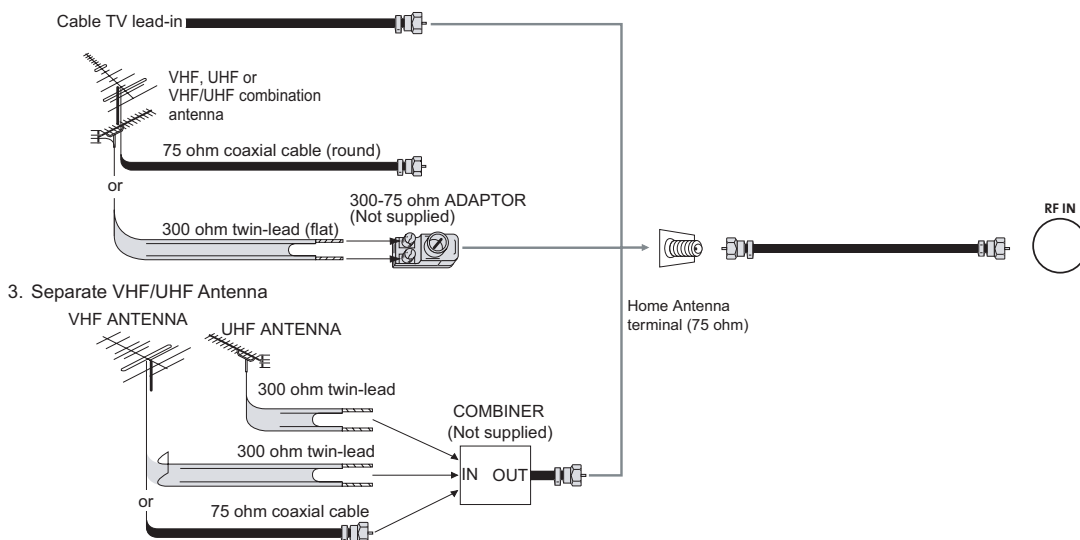 Cable TV lead-in
VHF, UHF or
VHF/UHF combination
antenna
75 ohm coaxial cable (round)
or
300-75 ohm ADAPTOR
(Not supplied)
300 ohm twin-lead (flat)
RF IN
Home Antenna
terminal (75 ohm)
3. Separate VHF/UHF Antenna
VHF ANTENNA
UHF ANTENNA
300 ohm twin-lead
COMBINER
(Not supplied)
300 ohm twin-lead
IN OUT
or
75 ohm coaxial cable